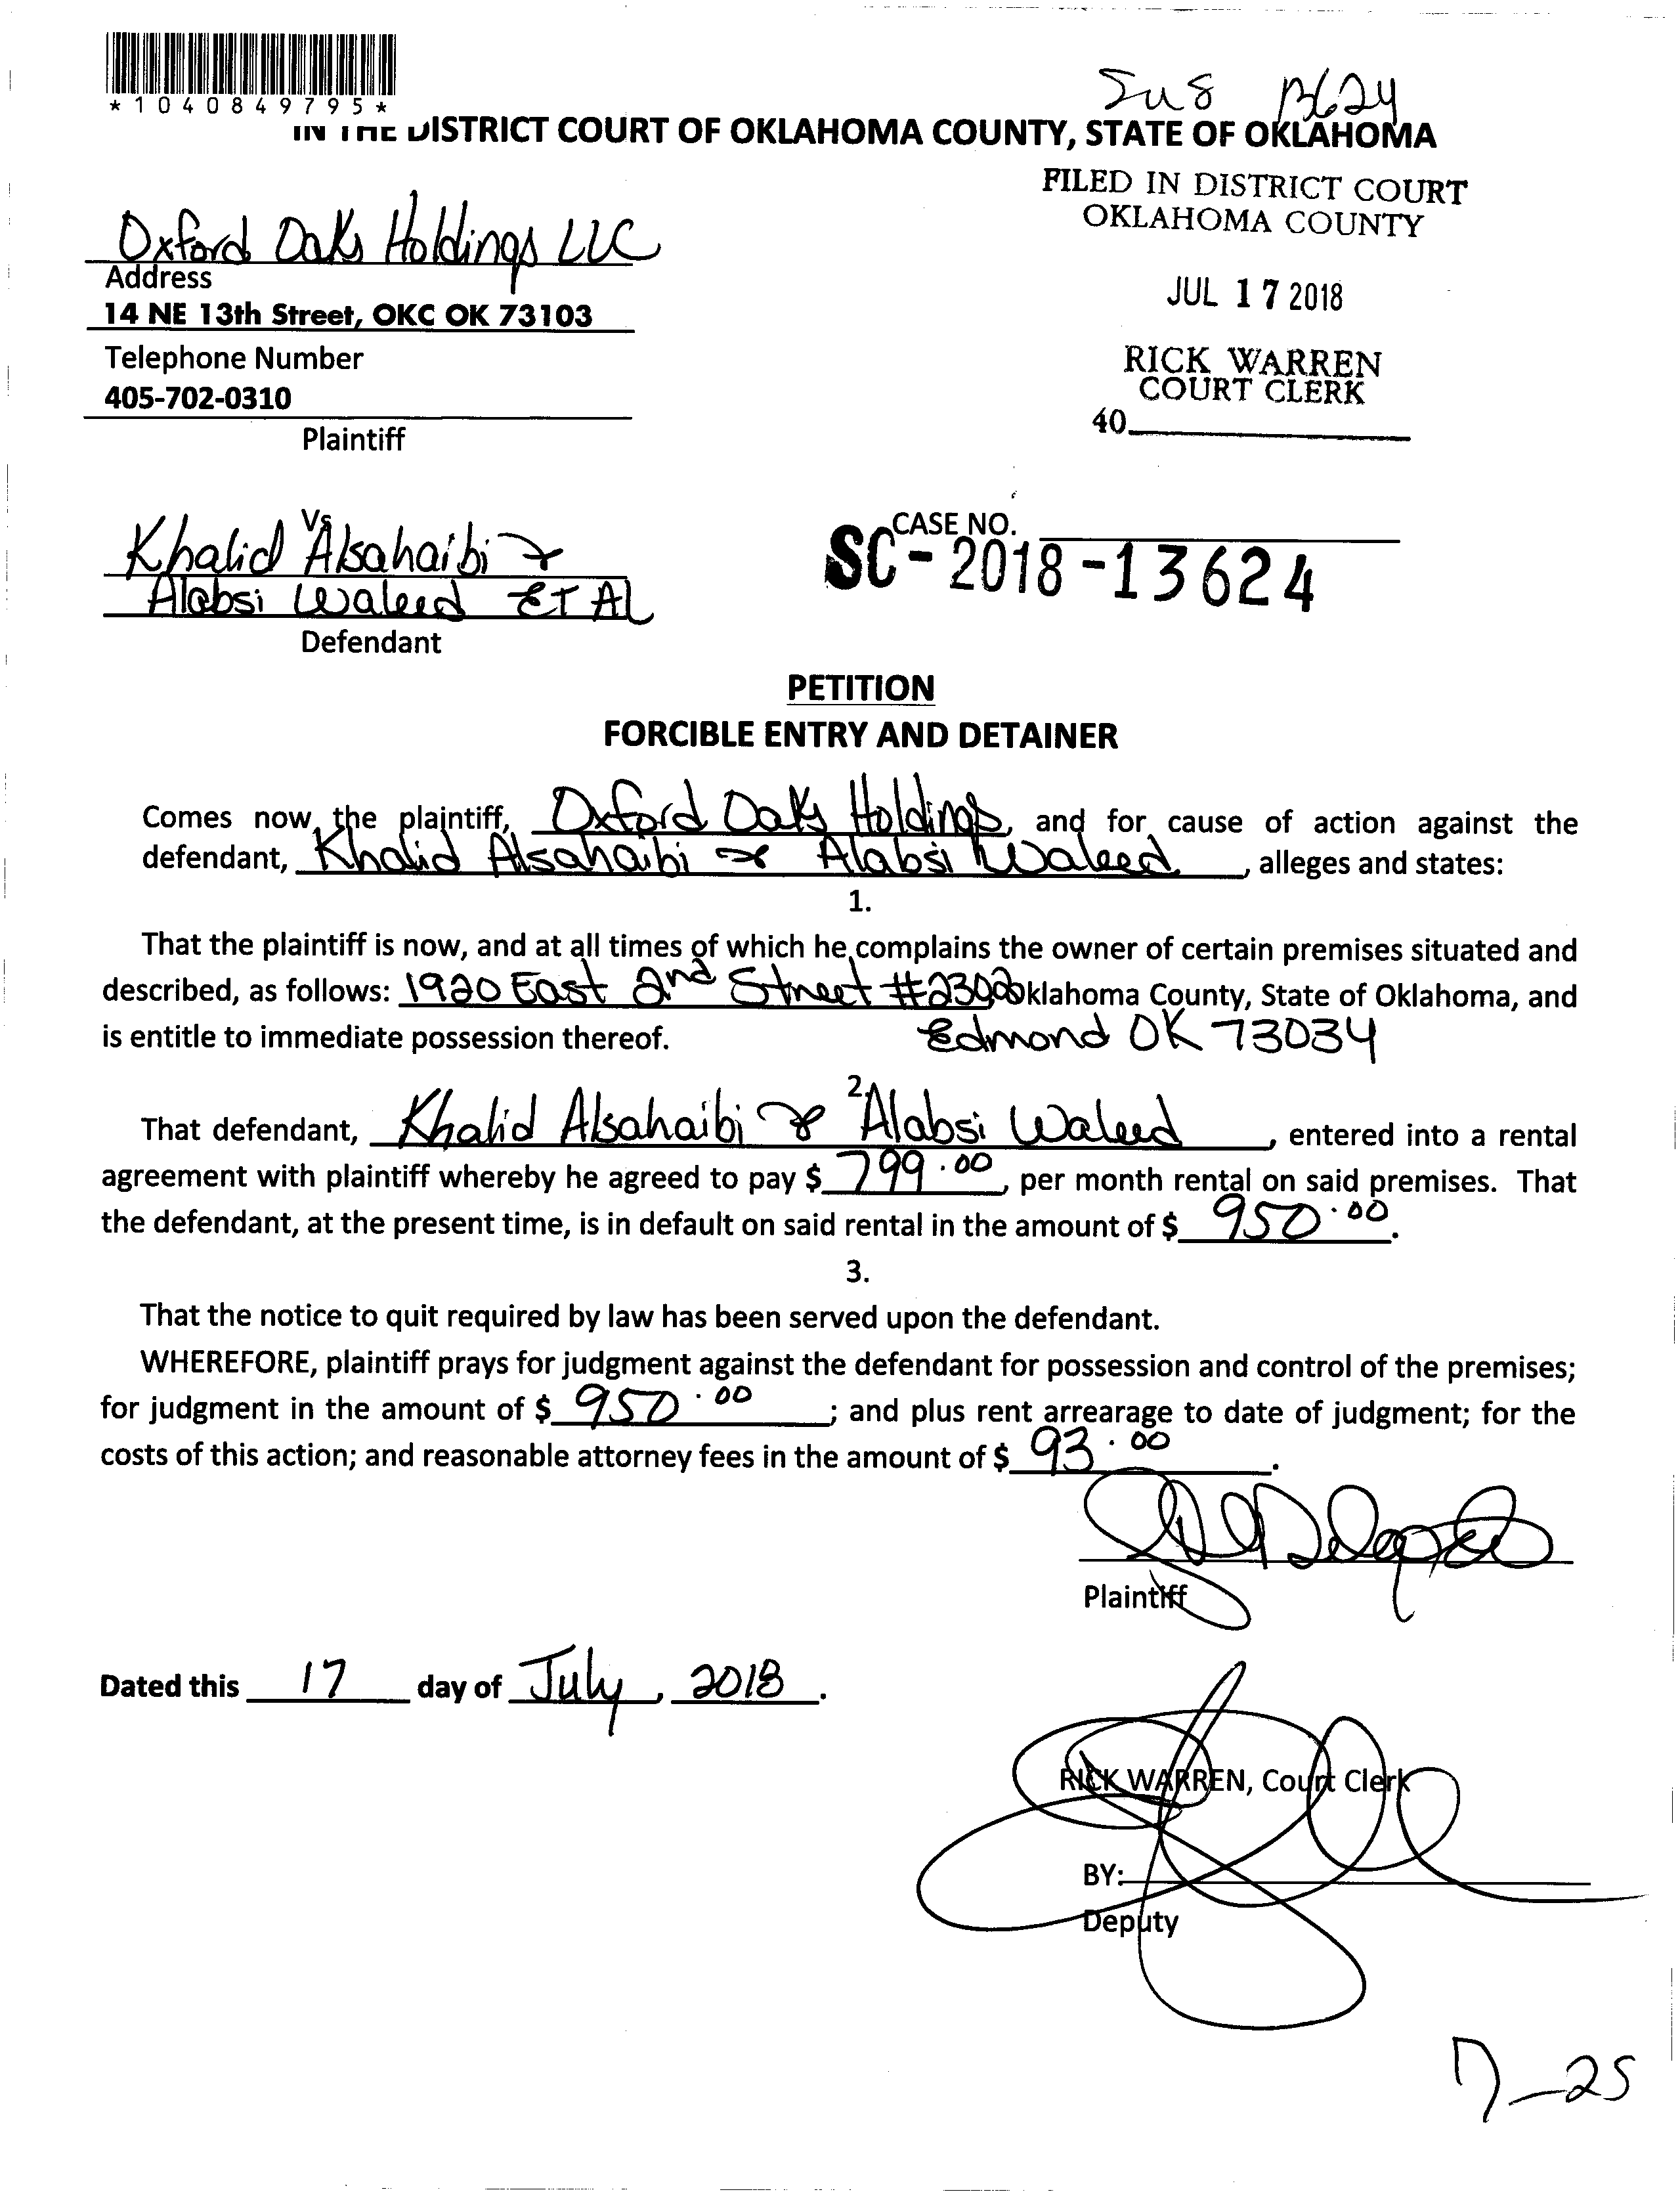 *1040849795*
IN THE DISTRICT COURT OF OKLAHOMA COUNTY, STATE OF OKLAHOMA
FILED IN DISTRICT COURT
OKLAHOMA COUNTY
JUL 17 2018
RICK WARREN
COURT CLERK
40
Oxford Oaks Holdings LLC
Address
14 NE 13th Street, OKC OK 73103
Telephone Number
405-702-0310
Plaintiff
Vs
Khalid Alsahaibi &
Alabsi Waleed ET AL
Defendant
CASE NO.
SC-2018-13624
PETITION
FORCIBLE ENTRY AND DETAINER
Comes now the plaintiff, Oxford Oaks Holdings, and for cause of action against the
defendant, Khalid Alsahaibi & Alabsi Waleed, alleges and states:
1.
That the plaintiff is now, and at all times of which he complains the owner of certain premises situated and
described, as follows: 1920 East 2nd Street Oklahoma County, State of Oklahoma, and
is entitle to immediate possession thereof. Edmond OK 73034
2.
That defendant, Khalid Alsahaibi & Alabsi Waleed, entered into a rental
agreement with plaintiff whereby he agreed to pay $ 799.00, per month rental on said premises. That
the defendant, at the present time, is in default on said rental in the amount of $ 950.00.
3.
That the notice to quit required by law has been served upon the defendant.
WHEREFORE, plaintiff prays for judgment against the defendant for possession and control of the premises;
for judgment in the amount of $ 950.00; and plus rent arrearage to date of judgment; for the
costs of this action; and reasonable attorney fees in the amount of $ 93.00.
Plaintiff
Dated this 17 day of July, 2018.
RICK WARREN, Court Clerk
BY:
Deputy
7-25